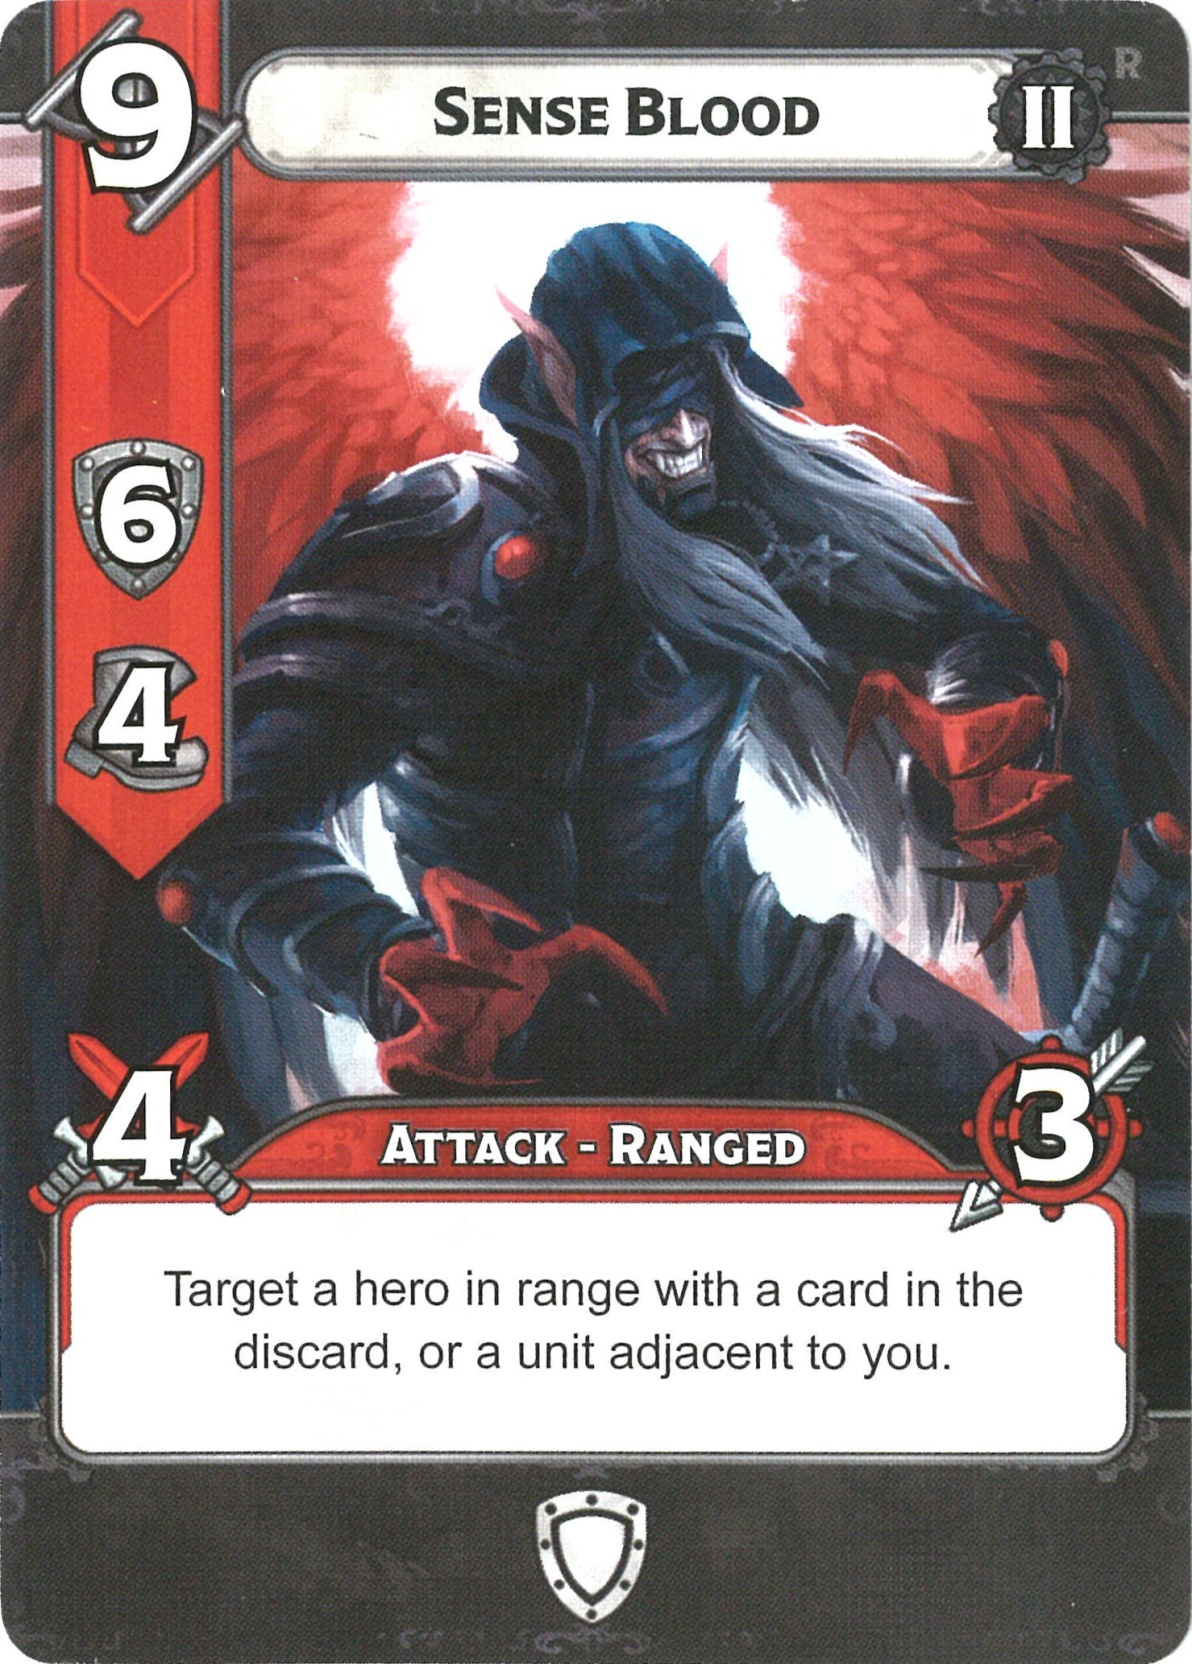 9
SENSE BLOOD
II
R
6
4
4
ATTACK - RANGED
3
Target a hero in range with a card in the
discard, or a unit adjacent to you.